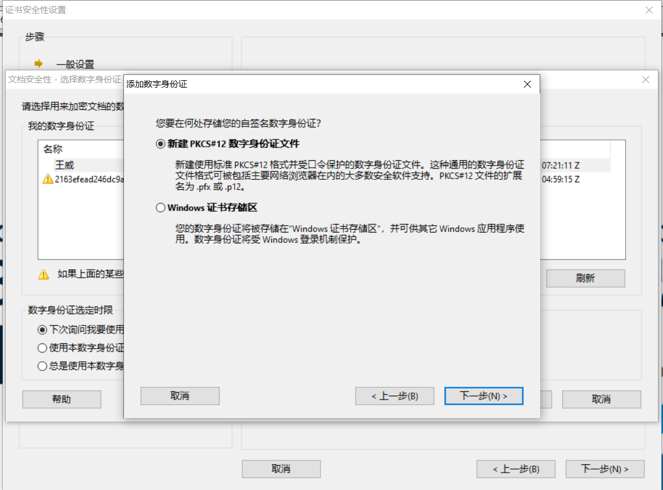 证书安全性设置
步骤
一般设置
文档安全性 - 选择数字身份证
请选择用来加密文档的数
我的数字身份证
名称
王威
07:21:11 Z
2163efead246dc9a
04:59:15 Z
如果上面的某些
刷新
数字身份证选定时限
下次询问我要使用
使用本数字身份证
总是使用本数字身
帮助
取消
添加数字身份证
您要在何处存储您的自签名数字身份证?
新建 PKCS#12 数字身份证文件
新建使用标准 PKCS#12 格式并受口令保护的数字身份证文件。这种通用的数字身份证
文件格式可被包括主要网络浏览器在内的大多数安全软件支持。PKCS#12 文件的扩展
名为 .pfx 或 .p12。
Windows 证书存储区
您的数字身份证将被存储在“Windows 证书存储区”，并可供其它 Windows 应用程序使
用。数字身份证将受 Windows 登录机制保护。
取消
< 上一步(B)
下一步(N) >
取消
< 上一步(B)
下一步(N) >